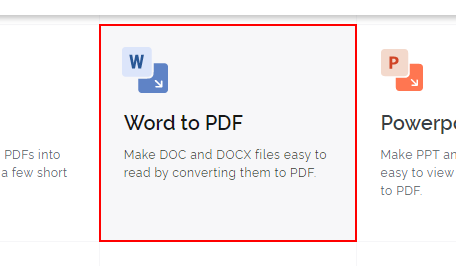 PDFs into
a few short
W
Word to PDF
Make DOC and DOCX files easy to
read by converting them to PDF.
P
Powerpo
Make PPT an
easy to view
to PDF.